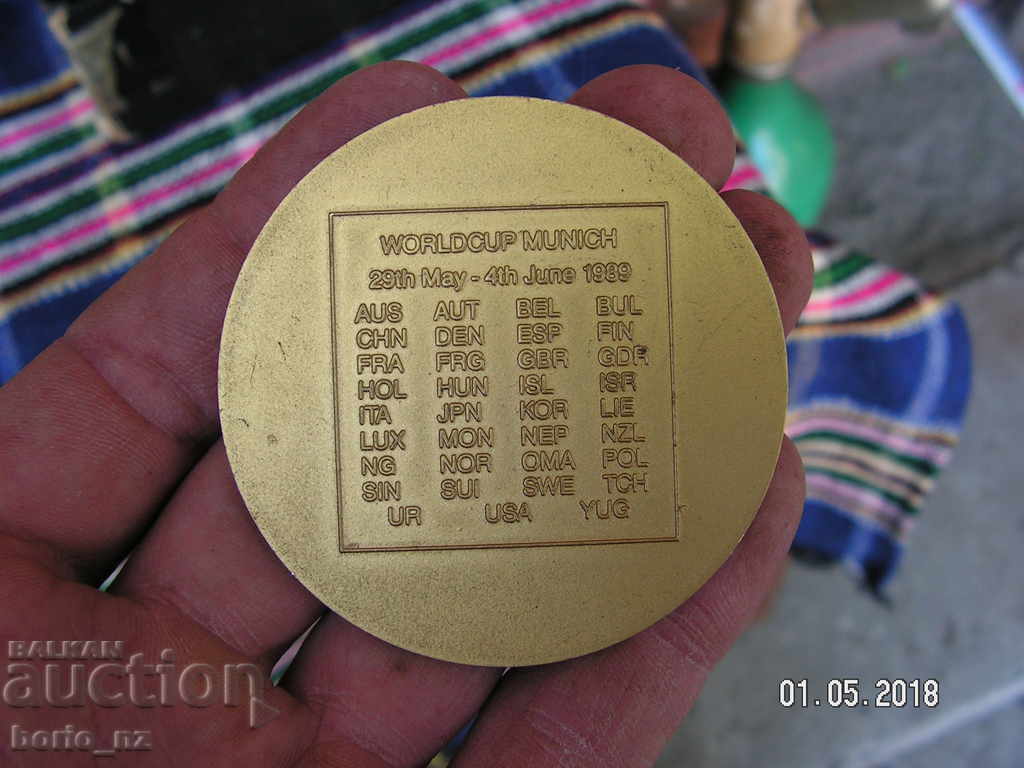 WORLDCUP MUNICH
29th May - 4th June 1989
AUS AUT BEL BUL
CHN DEN ESP FIN
FRA FRG GBR GDR
HOL HUN ISL ISR
ITA JPN KOR LIE
LUX MON NEP NZL
NG NOR OMA POL
SIN SUI SWE TCH
UR USA YUG
BALKAN
auction
borio_nz
01.05.2018